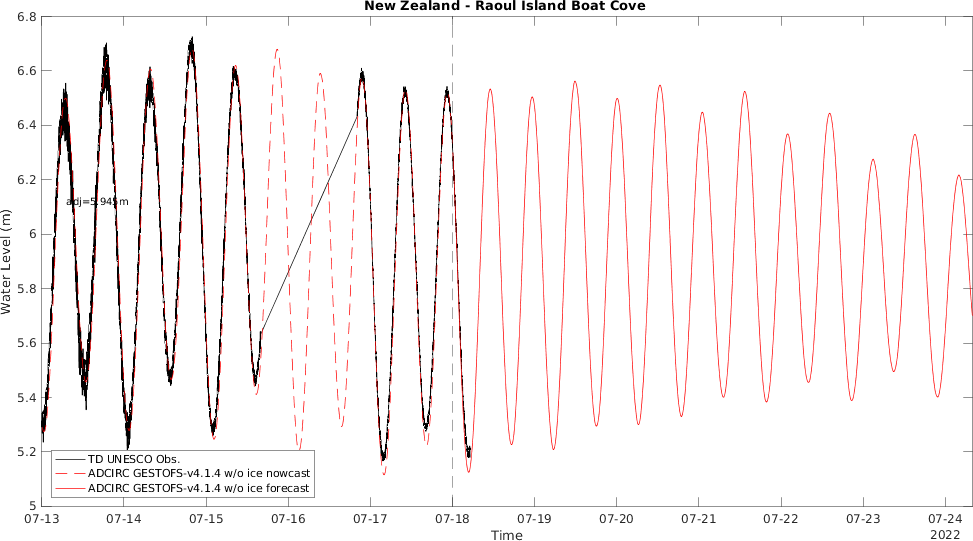 New Zealand - Raoul Island Boat Cove
6.8
6.6
6.4
6.2
6
5.8
5.6
5.4
5.2
5
Water Level (m)
adj=5.945m
TD UNESCO Obs.
ADCIRC GESTOFS-v4.1.4 w/o ice nowcast
ADCIRC GESTOFS-v4.1.4 w/o ice forecast
07-13 07-14 07-15 07-16 07-17 07-18 07-19 07-20 07-21 07-22 07-23 07-24
Time
2022